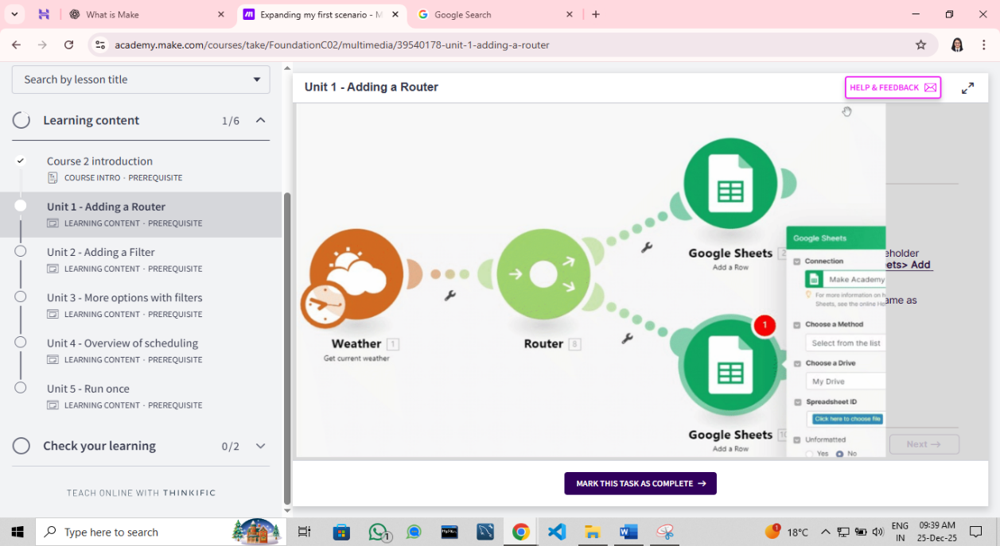 What is Make
Expanding my first scenario - M
Google Search
academy.make.com/courses/take/FoundationC02/multimedia/39540178-unit-1-adding-a-router
Search by lesson title
Learning content 1/6
Course 2 introduction
COURSE INTRO · PREREQUISITE
Unit 1 - Adding a Router
LEARNING CONTENT · PREREQUISITE
Unit 2 - Adding a Filter
LEARNING CONTENT · PREREQUISITE
Unit 3 - More options with filters
LEARNING CONTENT · PREREQUISITE
Unit 4 - Overview of scheduling
LEARNING CONTENT · PREREQUISITE
Unit 5 - Run once
LEARNING CONTENT · PREREQUISITE
Check your learning 0/2
TEACH ONLINE WITH THINKIFIC
Unit 1 - Adding a Router
HELP & FEEDBACK
Weather 1
Get current weather
Router 8
Google Sheets 2
Add a Row
1
Google Sheets 10
Add a Row
Google Sheets
Connection
Make Academy
For more information on h
Sheets, see the online He
Choose a Method
Select from the list
Choose a Drive
My Drive
Spreadsheet ID
Click here to choose file
Unformatted
Yes No
eholder
ets> Add
ame as
Next →
MARK THIS TASK AS COMPLETE →
Type here to search
1
MySQL
1
18°C
ENG
IN
09:39 AM
25-Dec-25